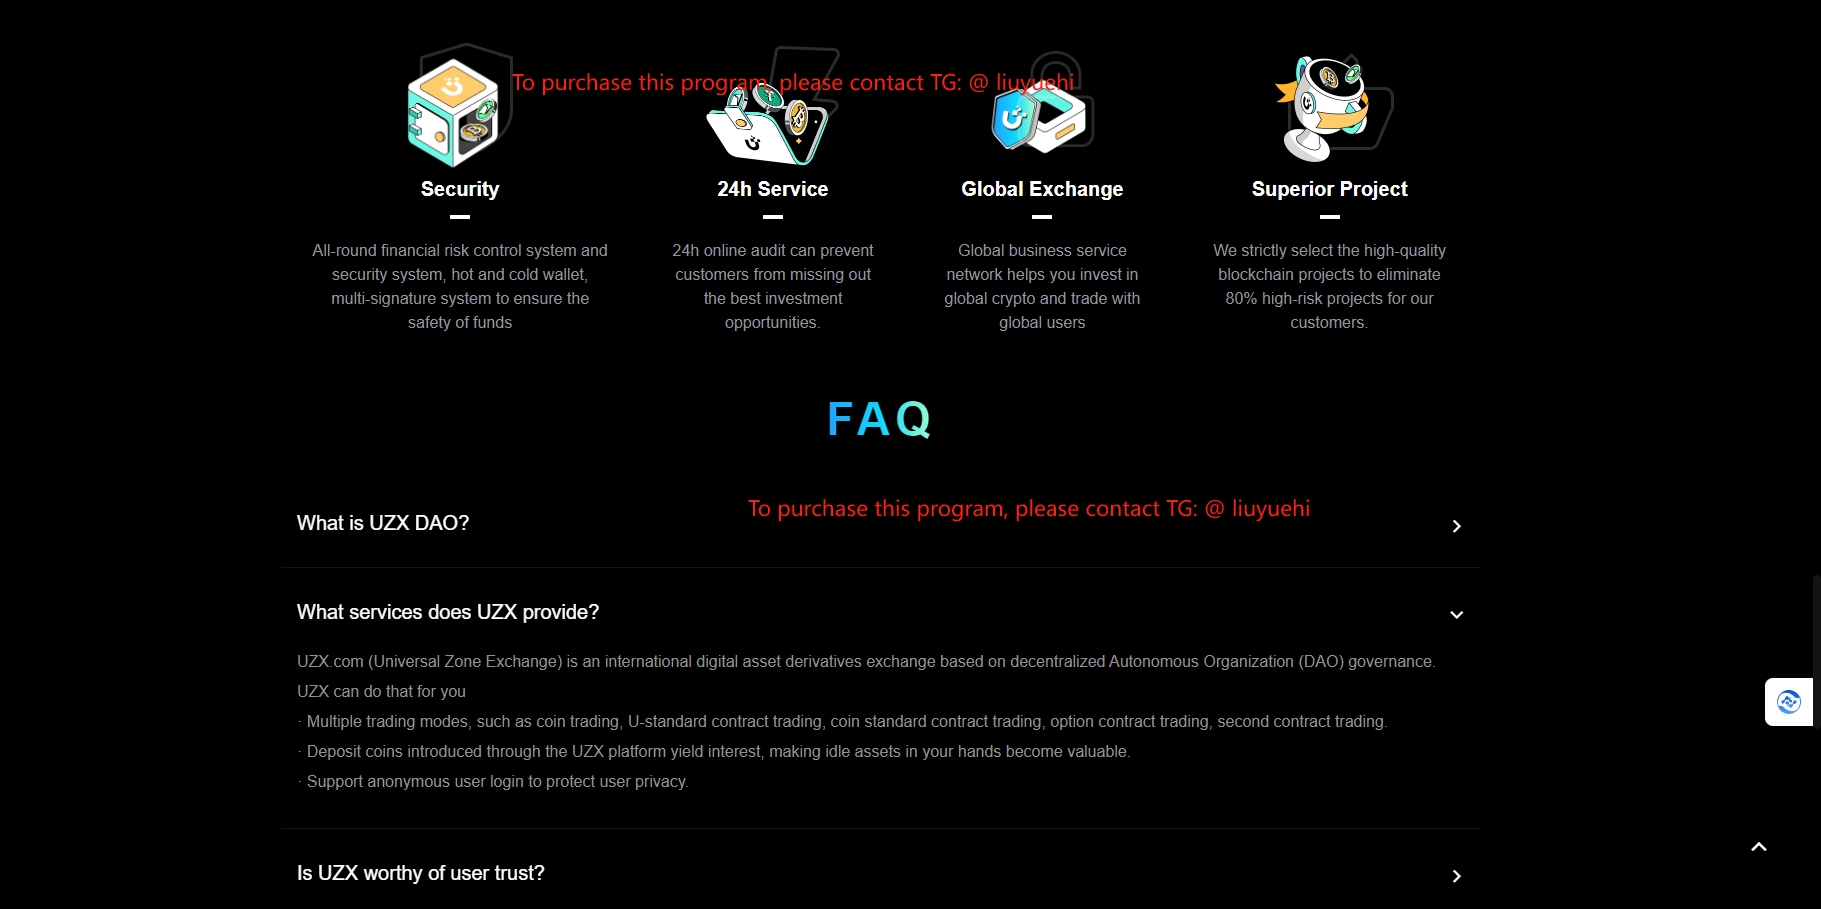 To purchase this program, please contact TG: @ liuyuehi
Security
All-round financial risk control system and
security system, hot and cold wallet,
multi-signature system to ensure the
safety of funds
24h Service
24h online audit can prevent
customers from missing out
the best investment
opportunities.
Global Exchange
Global business service
network helps you invest in
global crypto and trade with
global users
Superior Project
We strictly select the high-quality
blockchain projects to eliminate
80% high-risk projects for our
customers.
FAQ
To purchase this program, please contact TG: @ liuyuehi
What is UZX DAO?
What services does UZX provide?
UZX.com (Universal Zone Exchange) is an international digital asset derivatives exchange based on decentralized Autonomous Organization (DAO) governance.
UZX can do that for you
· Multiple trading modes, such as coin trading, U-standard contract trading, coin standard contract trading, option contract trading, second contract trading.
· Deposit coins introduced through the UZX platform yield interest, making idle assets in your hands become valuable.
· Support anonymous user login to protect user privacy.
Is UZX worthy of user trust?